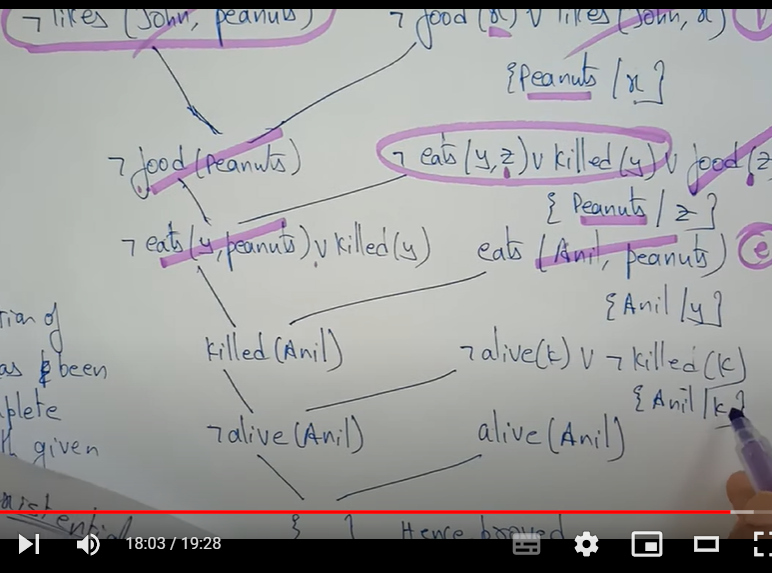 ¬ likes (John, peanuts) ¬ food (x) ∨ likes (John, x)
{Peanuts / x}
¬ food (Peanuts) ¬ eats (y, z) ∨ killed (y) ∨ food (z
{ Peanuts / z }
¬ eats (y, peanuts) ∨ killed (y) eats (Anil, peanuts) e
{Anil / y}
killed (Anil) ¬ alive (k) ∨ ¬ killed (k)
{ Anil / k }
¬ alive (Anil) alive (Anil)
{ } Hence proved
tion of
as been
plete
given
18:03 / 19:28